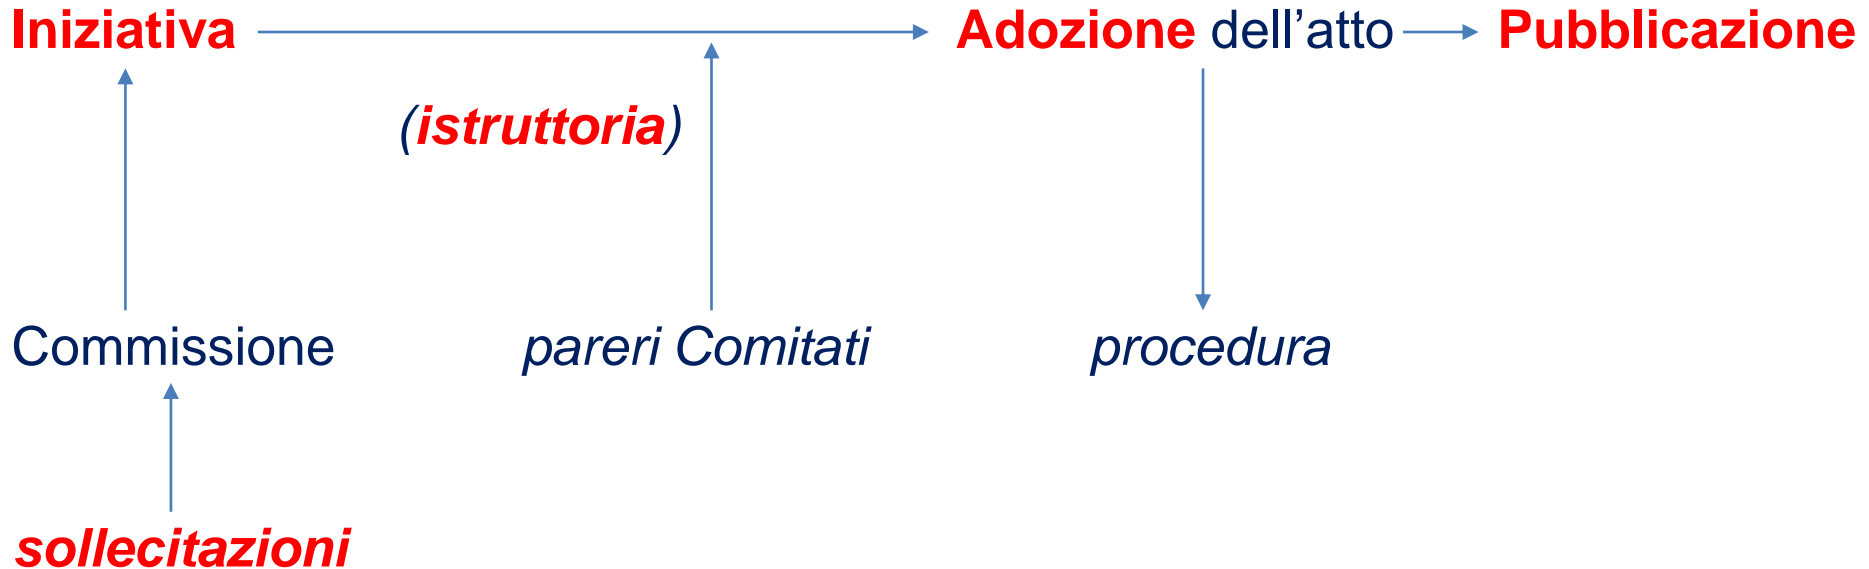 Iniziativa Adozione dell’atto Pubblicazione
(istruttoria)
Commissione pareri Comitati procedura
sollecitazioni